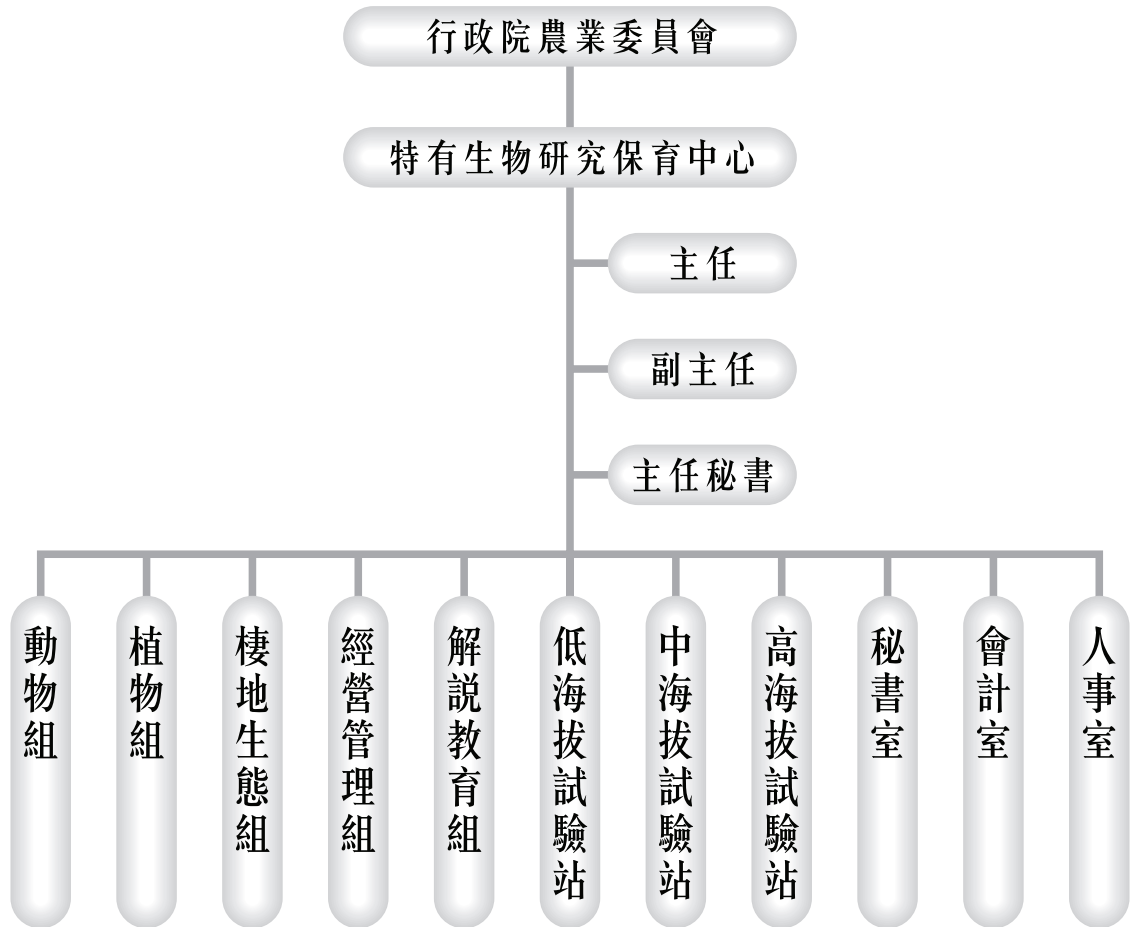 行政院農業委員會
特有生物研究保育中心
主任
副主任
主任秘書
動物組
植物組
棲地生態組
經營管理組
解說教育組
低海拔試驗站
中海拔試驗站
高海拔試驗站
秘書室
會計室
人事室